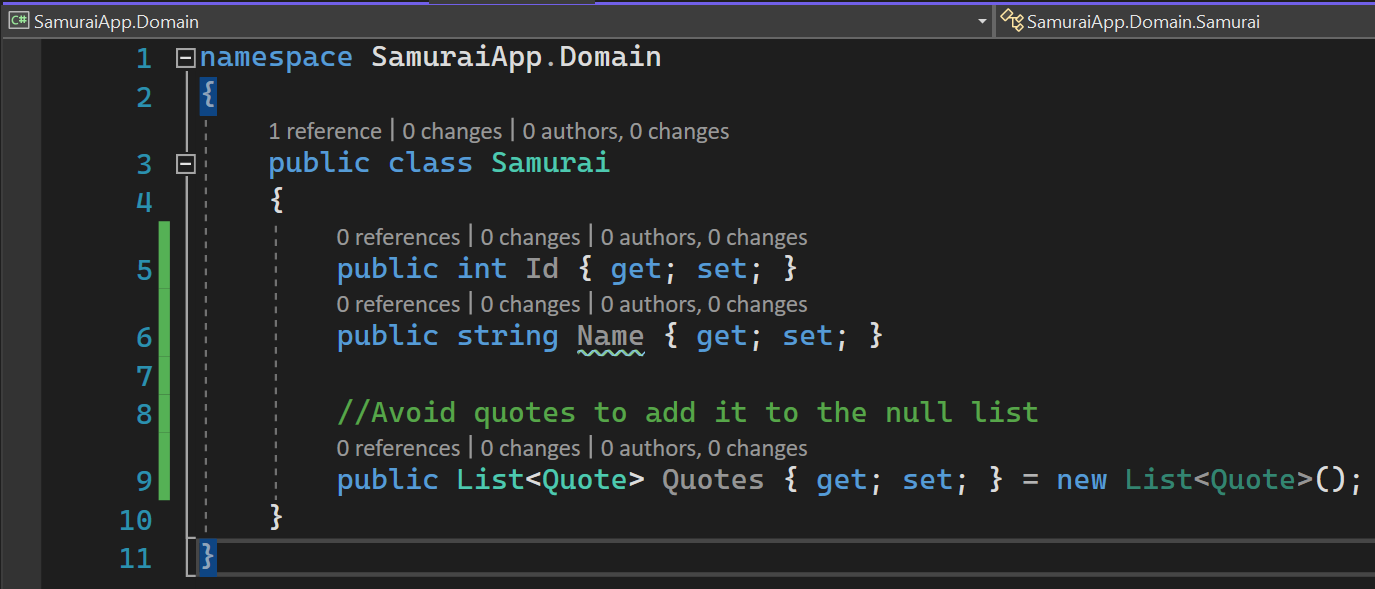 C# SamuraiApp.Domain SamuraiApp.Domain.Samurai
1 namespace SamuraiApp.Domain
2 {
1 reference | 0 changes | 0 authors, 0 changes
3 public class Samurai
4 {
0 references | 0 changes | 0 authors, 0 changes
5 public int Id { get; set; }
0 references | 0 changes | 0 authors, 0 changes
6 public string Name { get; set; }
7
8 //Avoid quotes to add it to the null list
0 references | 0 changes | 0 authors, 0 changes
9 public List<Quote> Quotes { get; set; } = new List<Quote>();
10 }
11 }